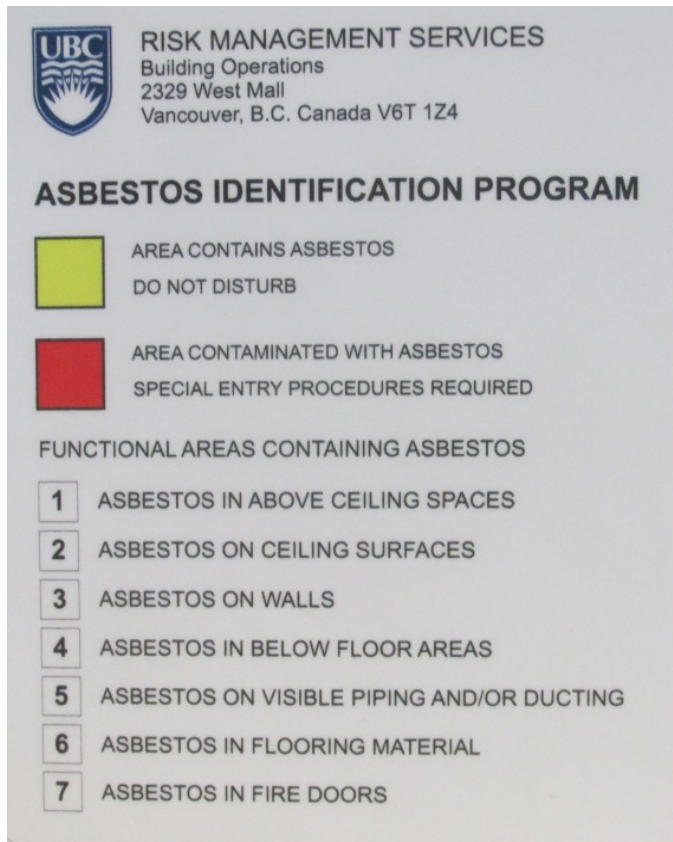 UBC
RISK MANAGEMENT SERVICES
Building Operations
2329 West Mall
Vancouver, B.C. Canada V6T 1Z4
ASBESTOS IDENTIFICATION PROGRAM
AREA CONTAINS ASBESTOS
DO NOT DISTURB
AREA CONTAMINATED WITH ASBESTOS
SPECIAL ENTRY PROCEDURES REQUIRED
FUNCTIONAL AREAS CONTAINING ASBESTOS
1 ASBESTOS IN ABOVE CEILING SPACES
2 ASBESTOS ON CEILING SURFACES
3 ASBESTOS ON WALLS
4 ASBESTOS IN BELOW FLOOR AREAS
5 ASBESTOS ON VISIBLE PIPING AND/OR DUCTING
6 ASBESTOS IN FLOORING MATERIAL
7 ASBESTOS IN FIRE DOORS